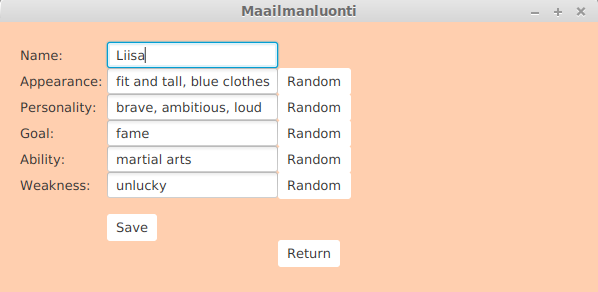 Maailmanluonti
Name: Liisa
Appearance: fit and tall, blue clothes Random
Personality: brave, ambitious, loud Random
Goal: fame Random
Ability: martial arts Random
Weakness: unlucky Random
Save
Return